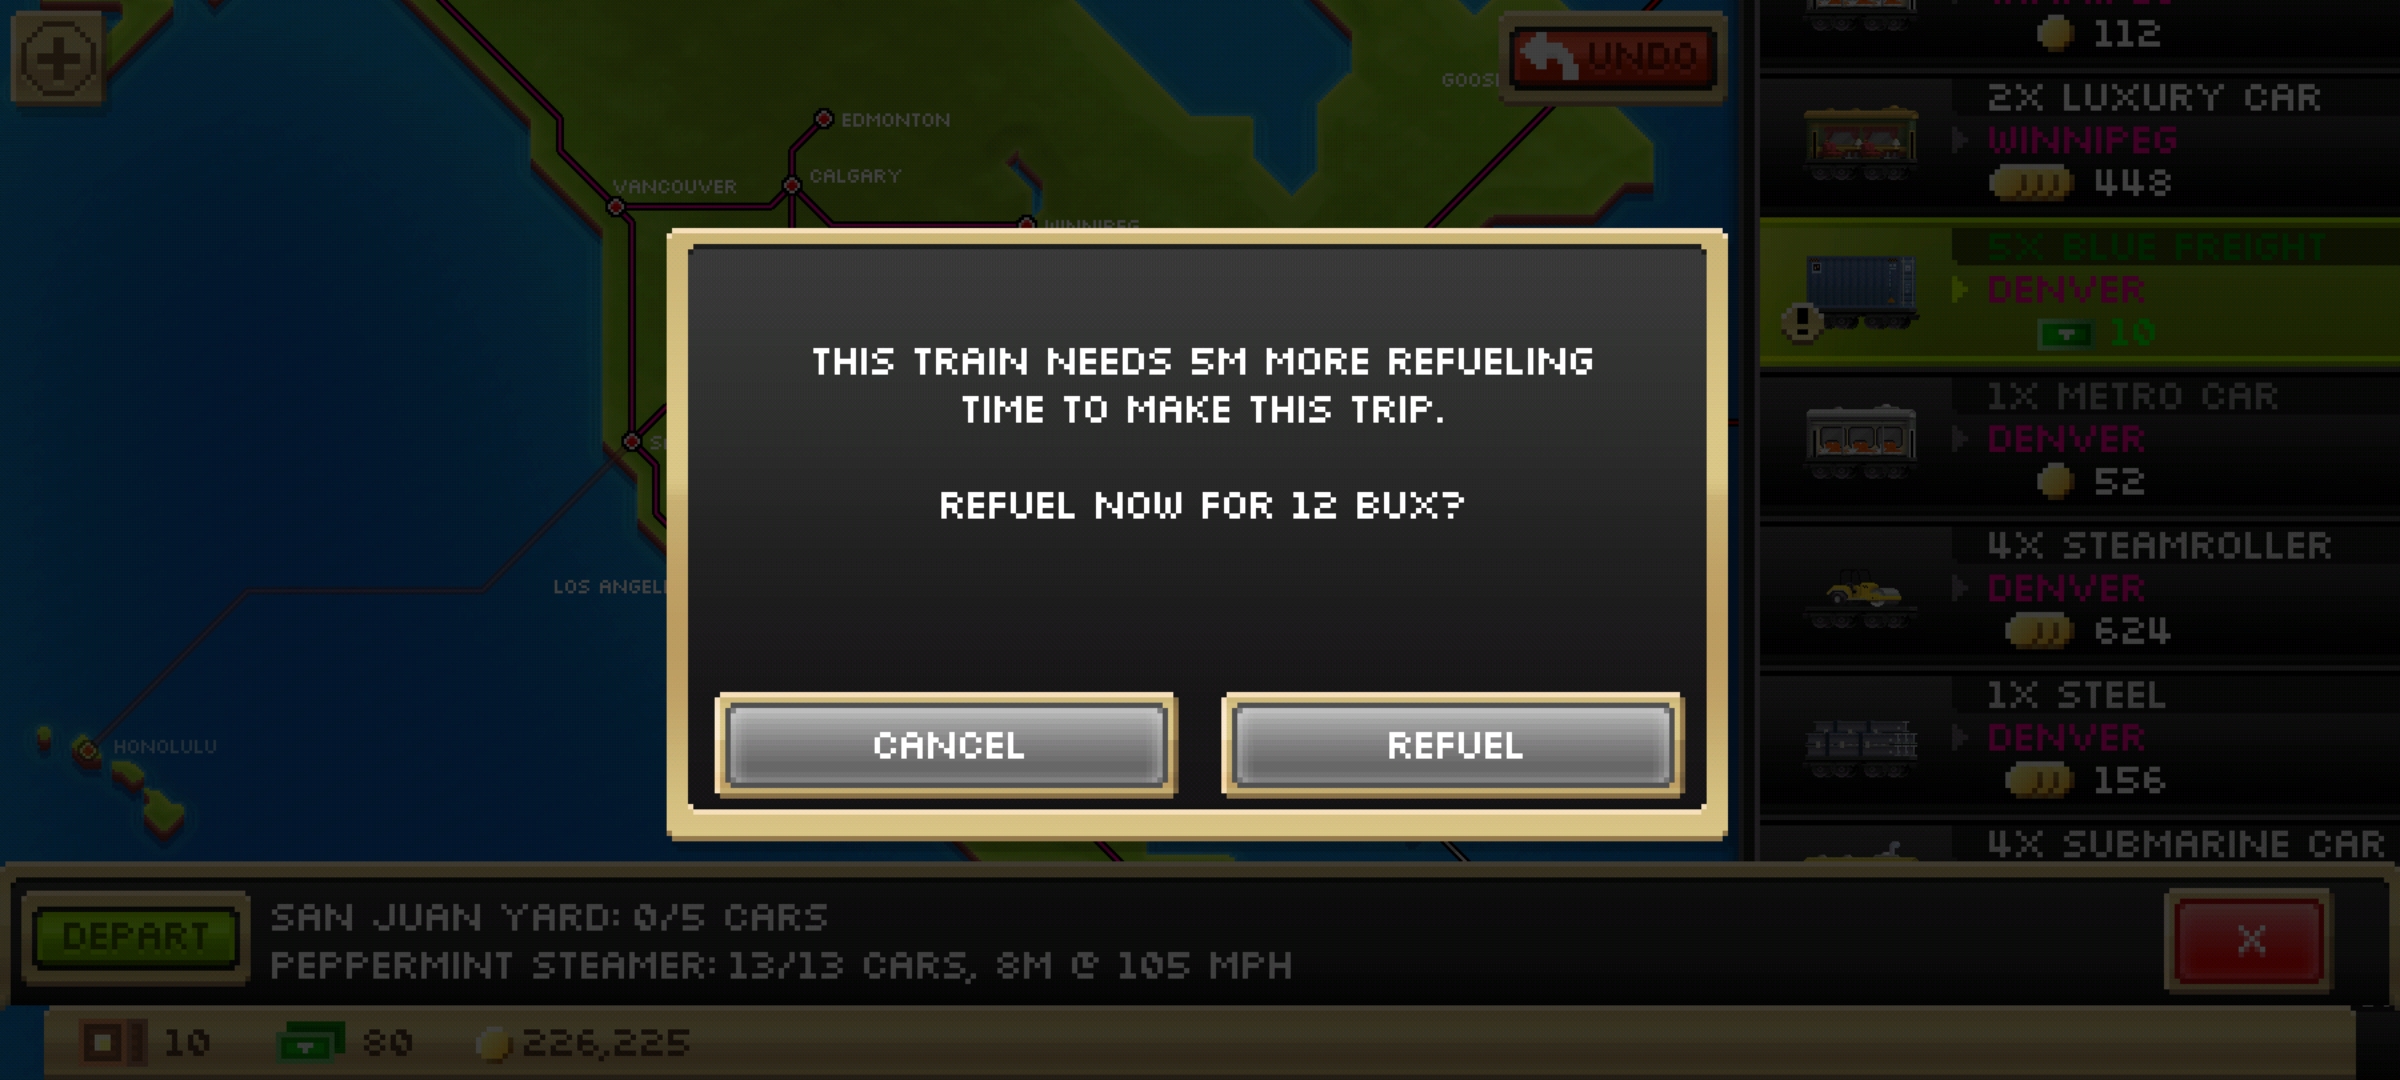 112
UNDO
2X LUXURY CAR
WINNIPEG
448
EDMONTON
CALGARY
VANCOUVER
WINNIPEG
5X BLUE FREIGHT
DENVER
10
THIS TRAIN NEEDS 5M MORE REFUELING
TIME TO MAKE THIS TRIP.
REFUEL NOW FOR 12 BUX?
1X METRO CAR
DENVER
52
4X STEAMROLLER
DENVER
624
HONOLULU
CANCEL
REFUEL
1X STEEL
DENVER
156
4X SUBMARINE CAR
DEPART
SAN JUAN YARD: 0/5 CARS
PEPPERMINT STEAMER: 13/13 CARS, 8M @ 105 MPH
X
10
80
226,225